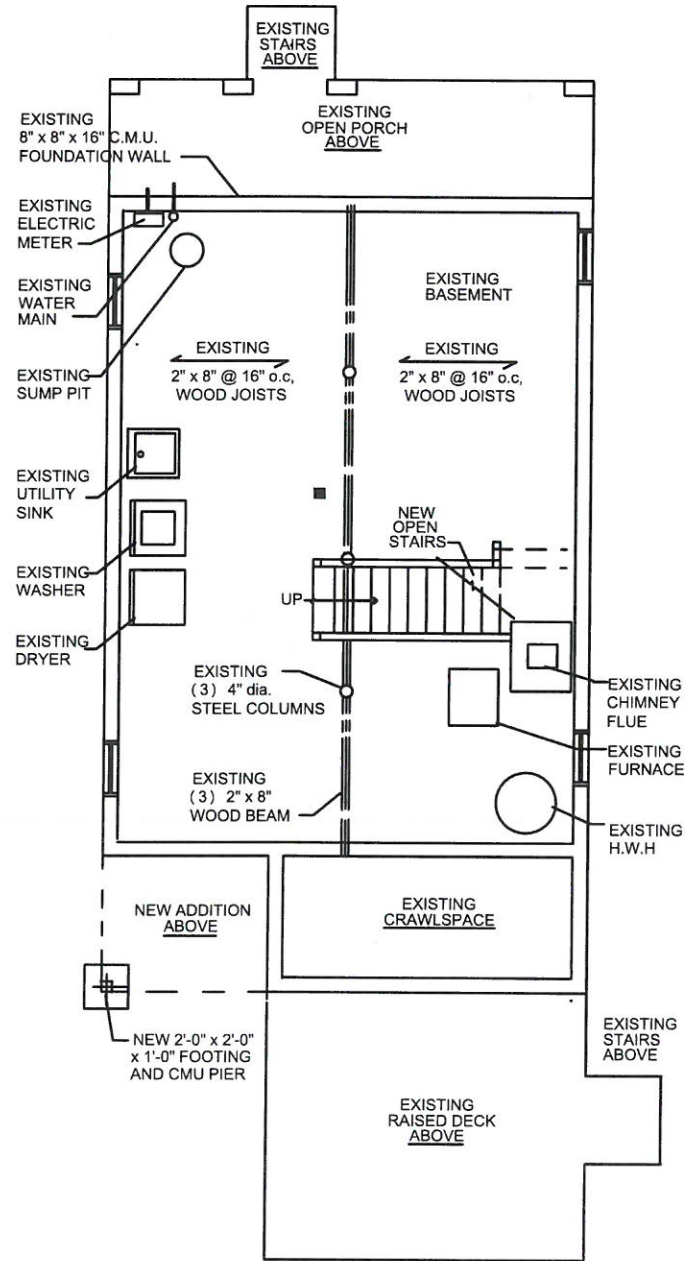 EXISTING
STAIRS
ABOVE
EXISTING
OPEN PORCH
ABOVE
EXISTING
8" x 8" x 16" C.M.U.
FOUNDATION WALL
EXISTING
ELECTRIC
METER
EXISTING
WATER
MAIN
EXISTING
SUMP PIT
EXISTING
BASEMENT
EXISTING
2" x 8" @ 16" o.c,
WOOD JOISTS
EXISTING
2" x 8" @ 16" o.c,
WOOD JOISTS
EXISTING
UTILITY
SINK
EXISTING
WASHER
EXISTING
DRYER
NEW
OPEN
STAIRS
UP
EXISTING
(3) 4" dia.
STEEL COLUMNS
EXISTING
CHIMNEY
FLUE
EXISTING
FURNACE
EXISTING
(3) 2" x 8"
WOOD BEAM
EXISTING
H.W.H
NEW ADDITION
ABOVE
EXISTING
CRAWLSPACE
NEW 2'-0" x 2'-0"
x 1'-0" FOOTING
AND CMU PIER
EXISTING
STAIRS
ABOVE
EXISTING
RAISED DECK
ABOVE